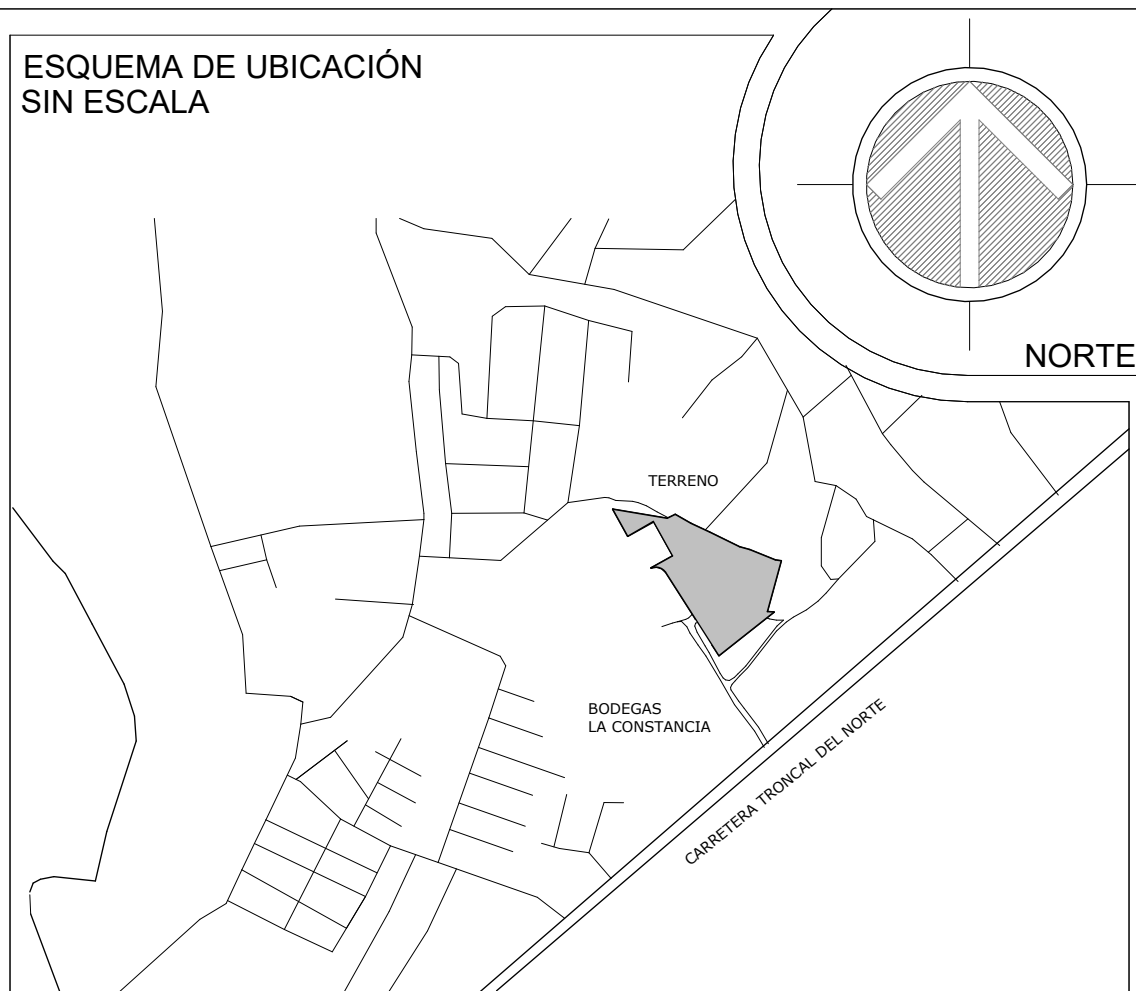 ESQUEMA DE UBICACIÓN
SIN ESCALA
NORTE
TERRENO
BODEGAS
LA CONSTANCIA
CARRETERA TRONCAL DEL NORTE